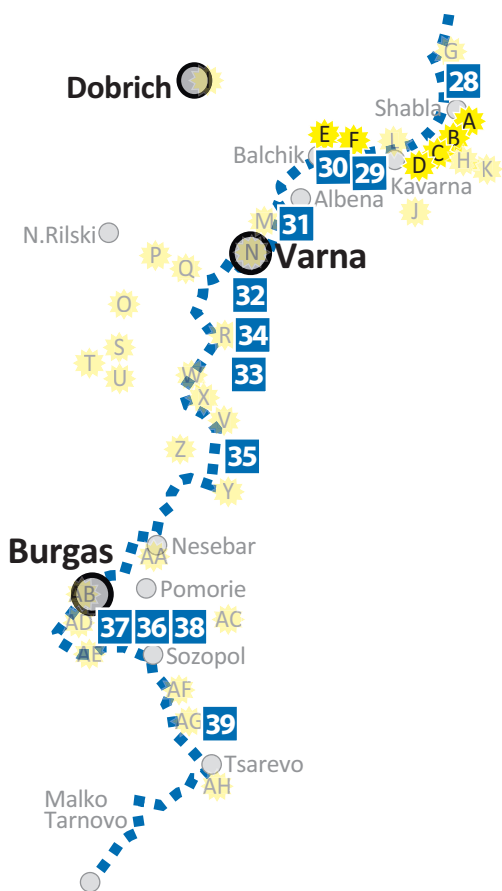 G
28
Dobrich
Shabla
A
E
F
I
B
Balchik
30
29
D
C
H
K
Kavarna
Albena
J
M
31
N.Rilski
N
Varna
P
Q
32
O
R
34
S
T
U
W
33
X
V
Z
35
Y
Burgas
Nesebar
AA
AB
Pomorie
AD
37
36
38
AC
AE
Sozopol
AF
AG
39
Tsarevo
AH
Malko
Tarnovo